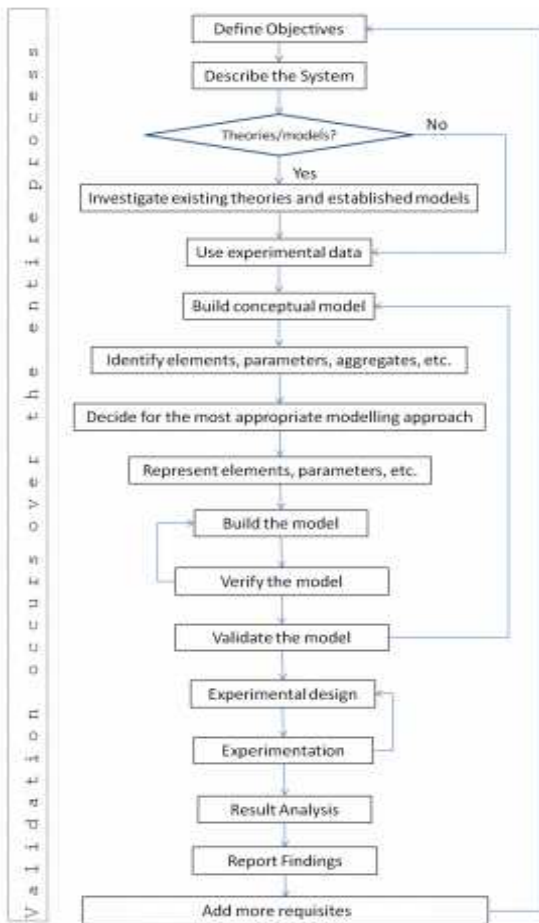 Define Objectives
Describe the System
Theories/models?
No
Yes
Investigate existing theories and established models
Use experimental data
Build conceptual model
Identify elements, parameters, aggregates, etc.
Decide for the most appropriate modelling approach
Represent elements, parameters, etc.
Build the model
Verify the model
Validate the model
Experimental design
Experimentation
Result Analysis
Report Findings
Add more requisites
Validation occurs over the entire process